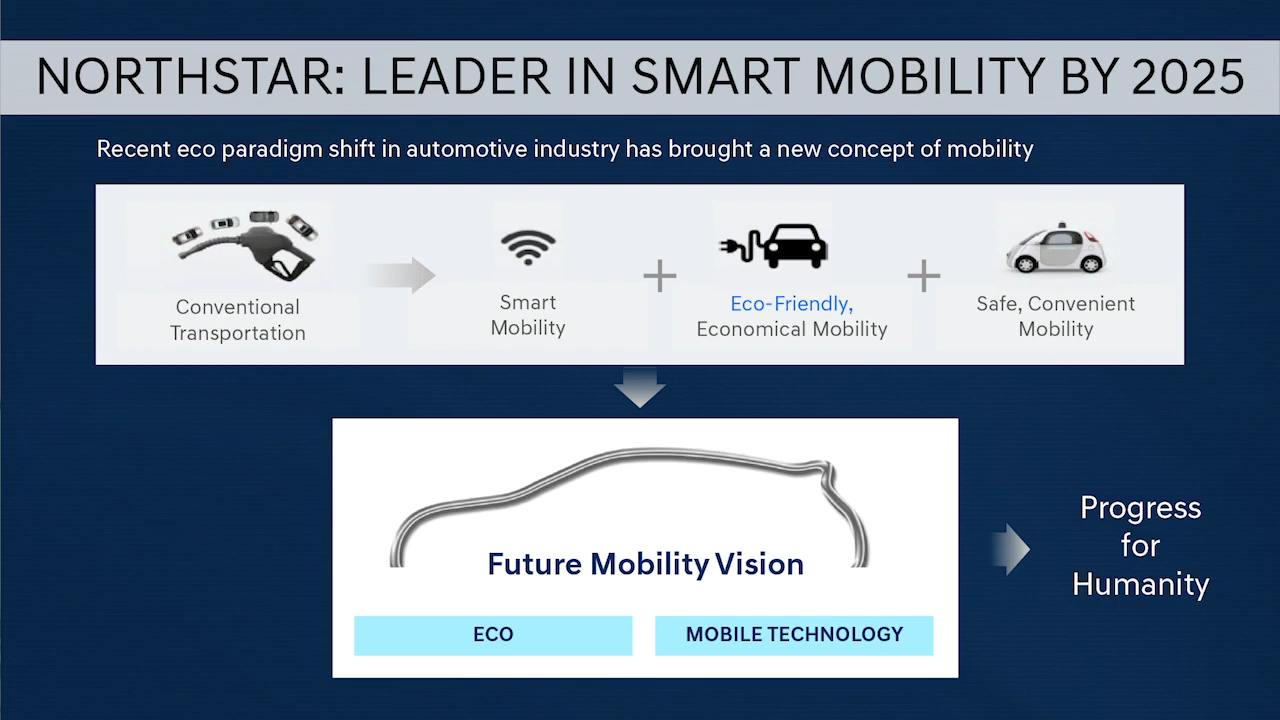 NORTHSTAR: LEADER IN SMART MOBILITY BY 2025
Recent eco paradigm shift in automotive industry has brought a new concept of mobility
Conventional
Transportation
Smart
Mobility
+
Eco-Friendly,
Economical Mobility
+
Safe, Convenient
Mobility
Future Mobility Vision
ECO
MOBILE TECHNOLOGY
Progress
for
Humanity